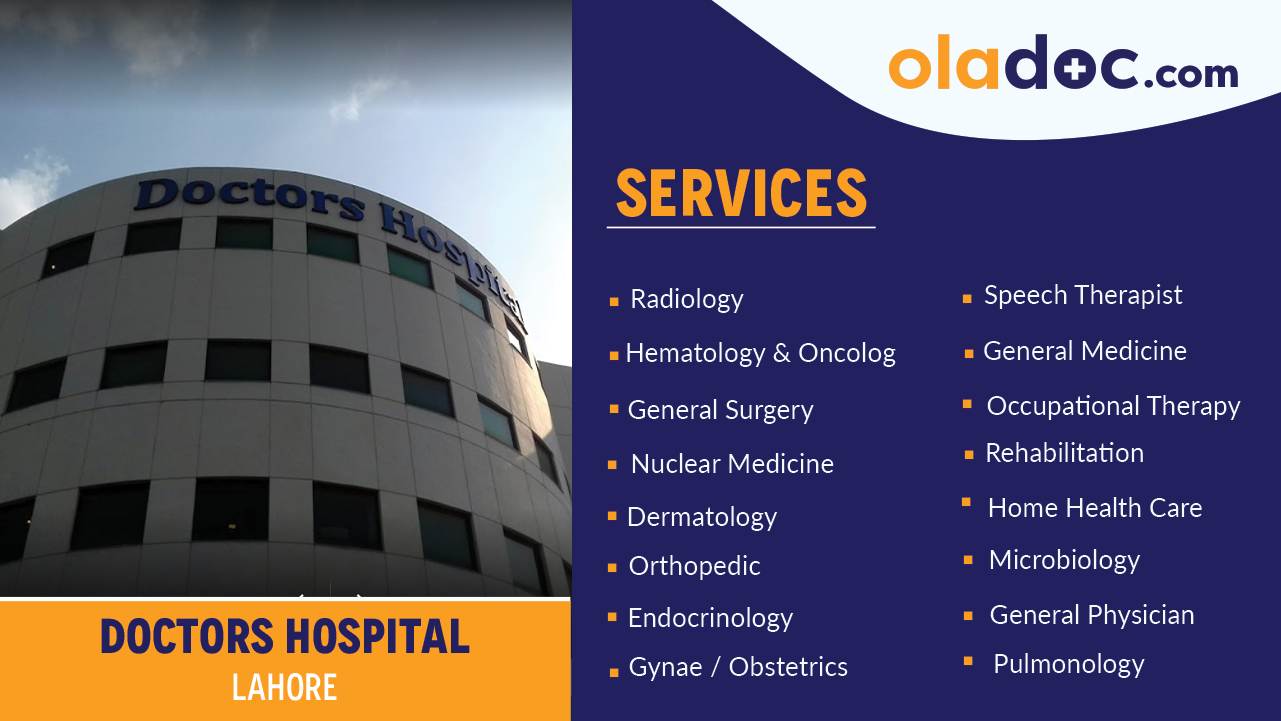 Doctors Hospital
DOCTORS HOSPITAL
LAHORE
oladoc.com
SERVICES
Radiology
Hematology & Oncolog
General Surgery
Nuclear Medicine
Dermatology
Orthopedic
Endocrinology
Gynae / Obstetrics
Speech Therapist
General Medicine
Occupational Therapy
Rehabilitation
Home Health Care
Microbiology
General Physician
Pulmonology